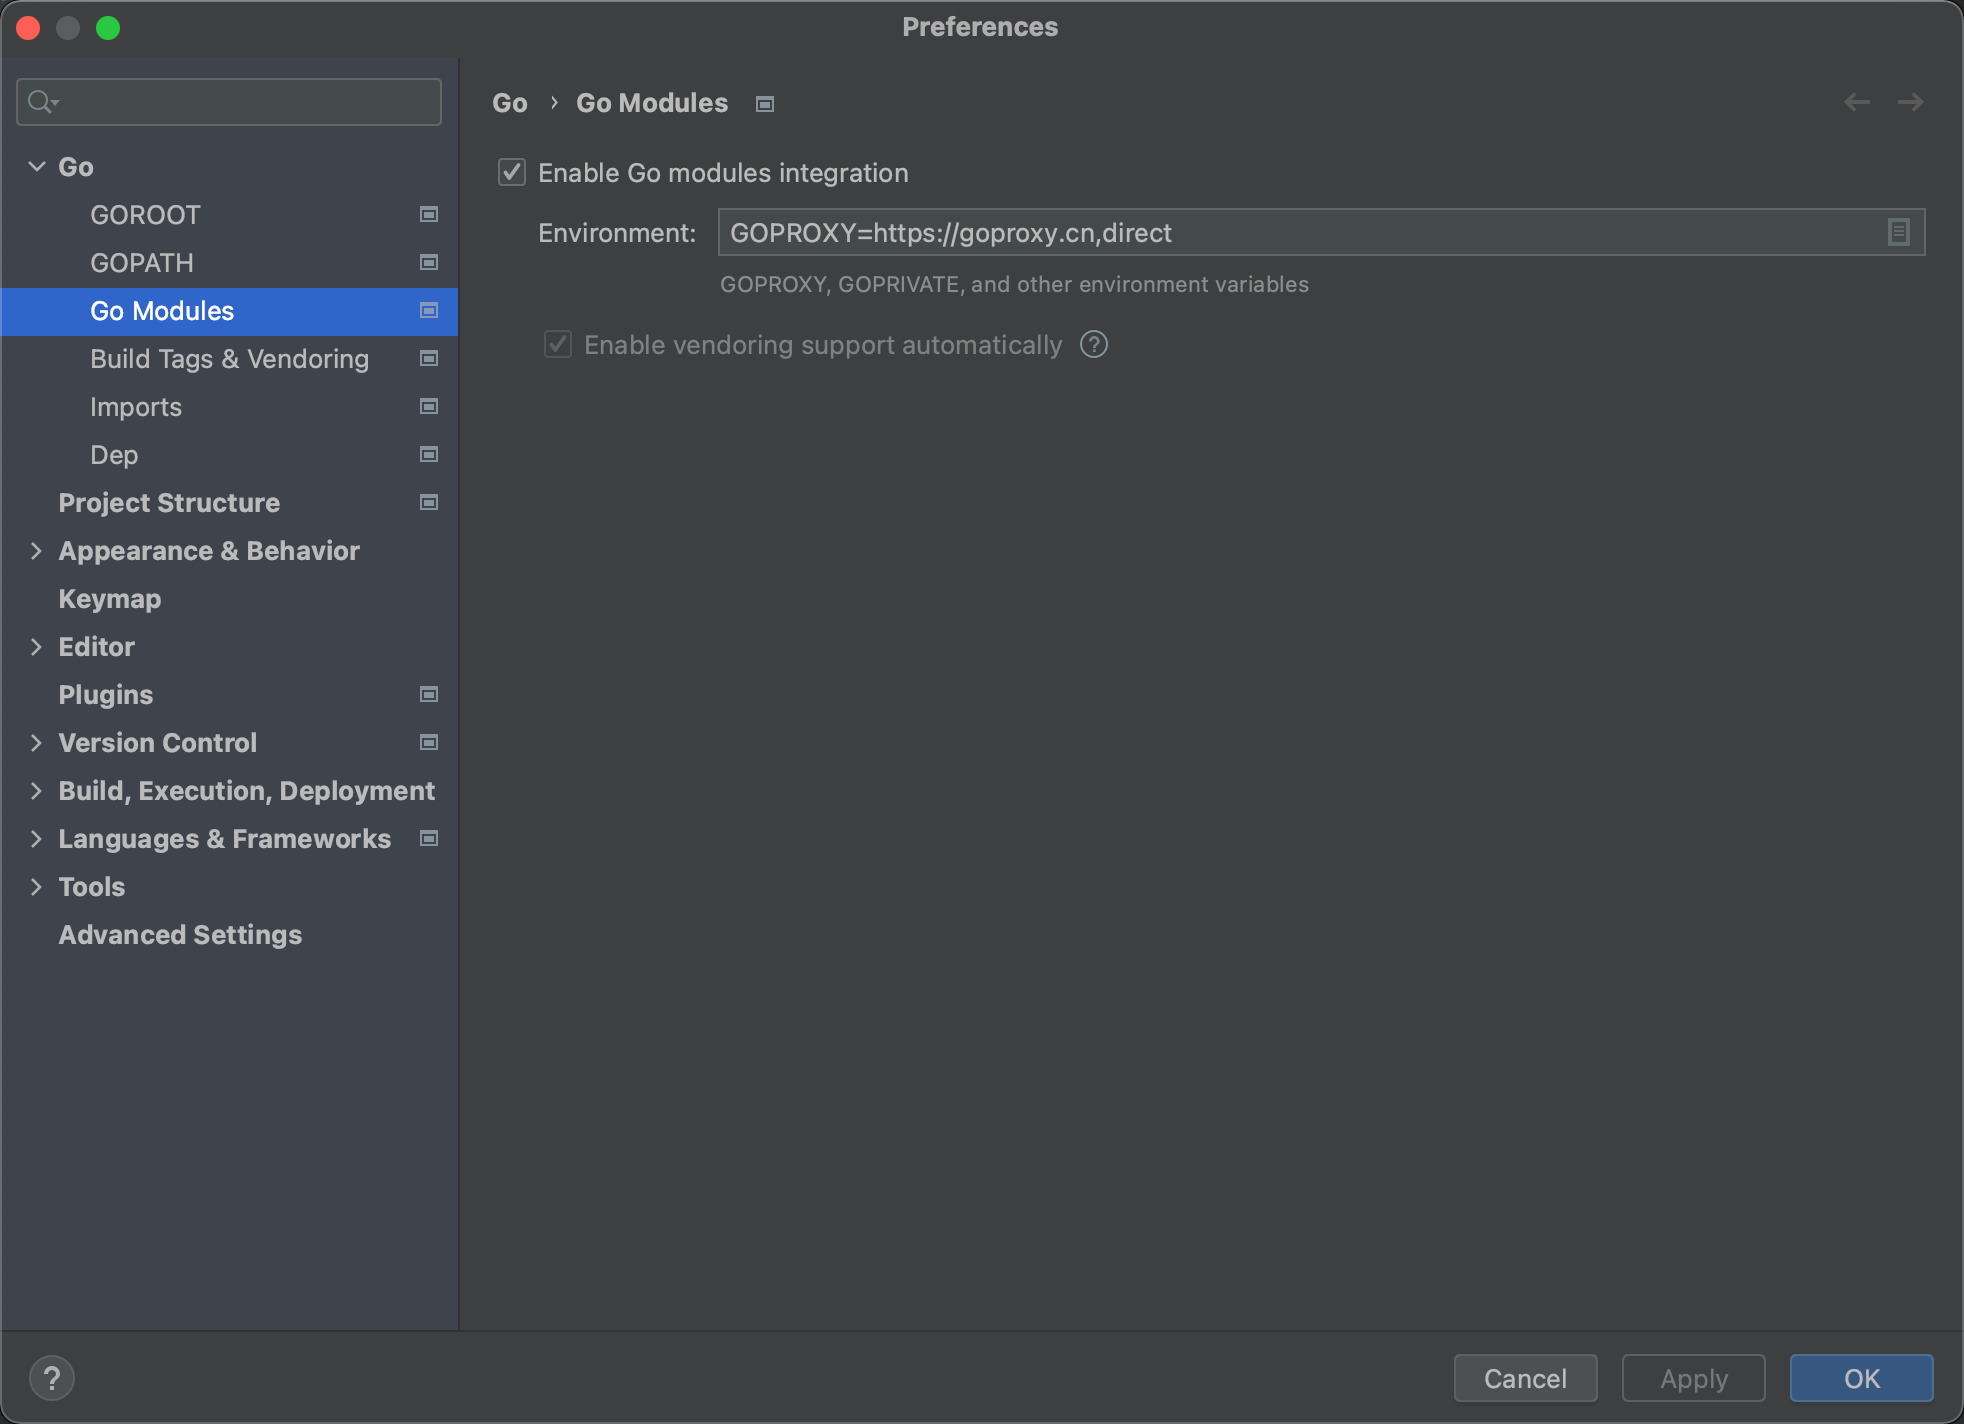 Preferences
Go
GOROOT
GOPATH
Go Modules
Build Tags & Vendoring
Imports
Dep
Project Structure
Appearance & Behavior
Keymap
Editor
Plugins
Version Control
Build, Execution, Deployment
Languages & Frameworks
Tools
Advanced Settings
Go › Go Modules
Enable Go modules integration
Environment: GOPROXY=https://goproxy.cn,direct
GOPROXY, GOPRIVATE, and other environment variables
Enable vendoring support automatically ?
? Cancel Apply OK